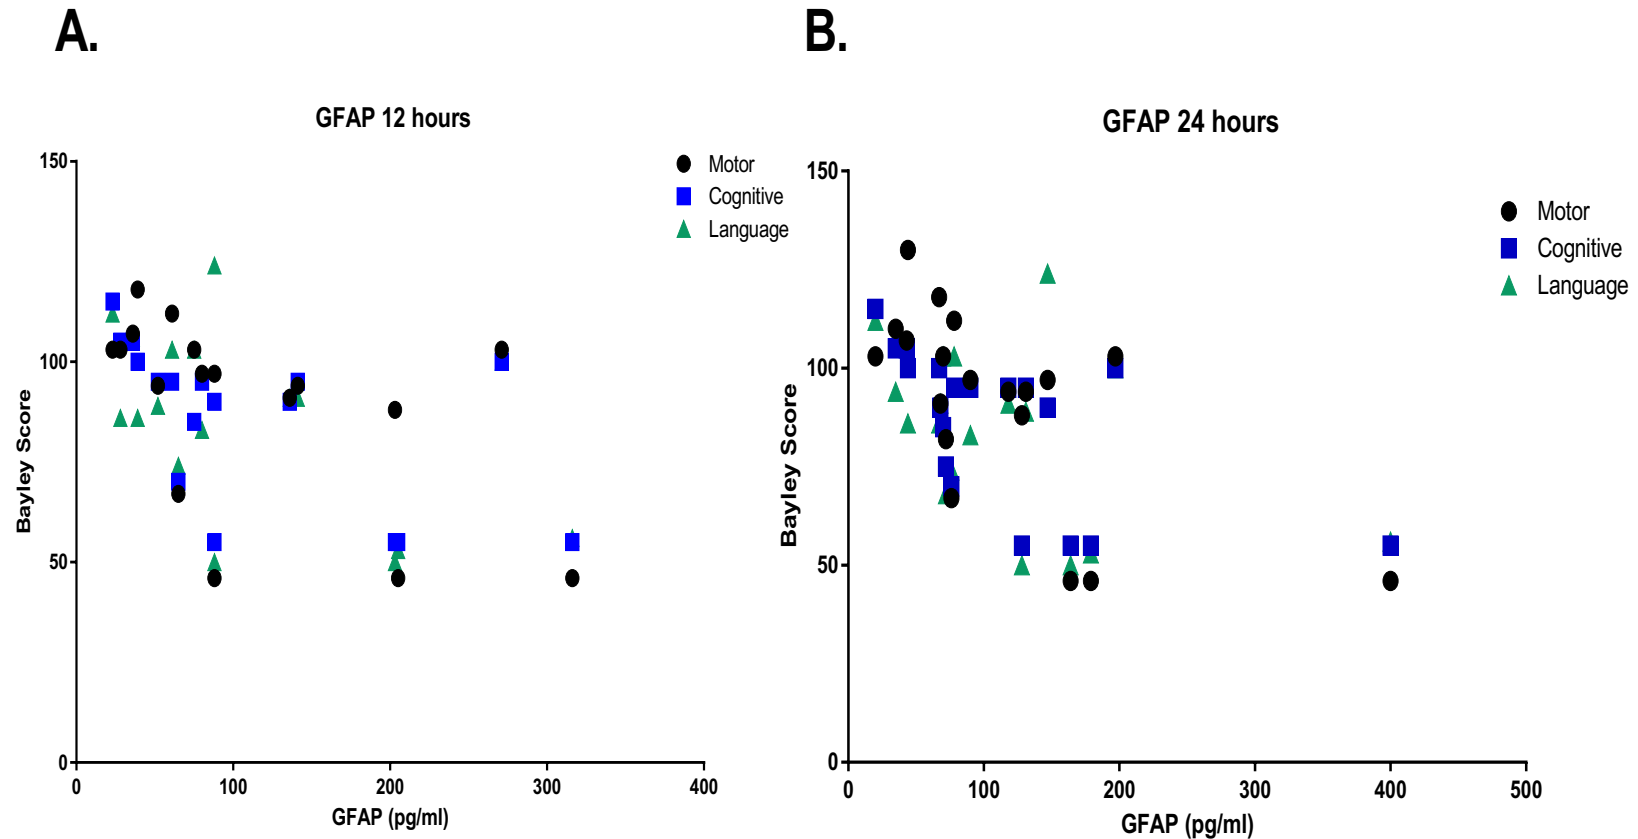 A.
GFAP 12 hours
150
100
50
0
Bayley Score
0 100 200 300 400
GFAP (pg/ml)
Motor
Cognitive
Language
B.
GFAP 24 hours
150
100
50
0
Bayley Score
0 100 200 300 400 500
GFAP (pg/ml)
Motor
Cognitive
Language